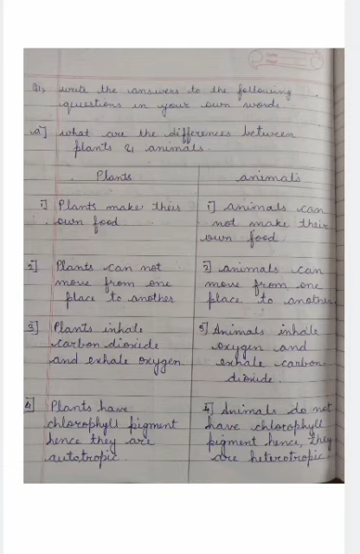 Q1, write the answers to the following
questions in your own words
a] what are the differences between
plants & animals.
Plants
1] Plants make their
own food
2] Plants can not
move from one
place to another
3] Plants inhale
carbon dioxide
and exhale oxygen
4] Plants have
chlorophyll pigment
hence they are
autotropic
animals
1] animals can
not make their
own food
2] animals can
move from one
place to another
3] Animals inhale
oxygen and
exhale carbon
dioxide.
4] Animals do not
have chlorophyll
pigment hence, they
are heterotropic